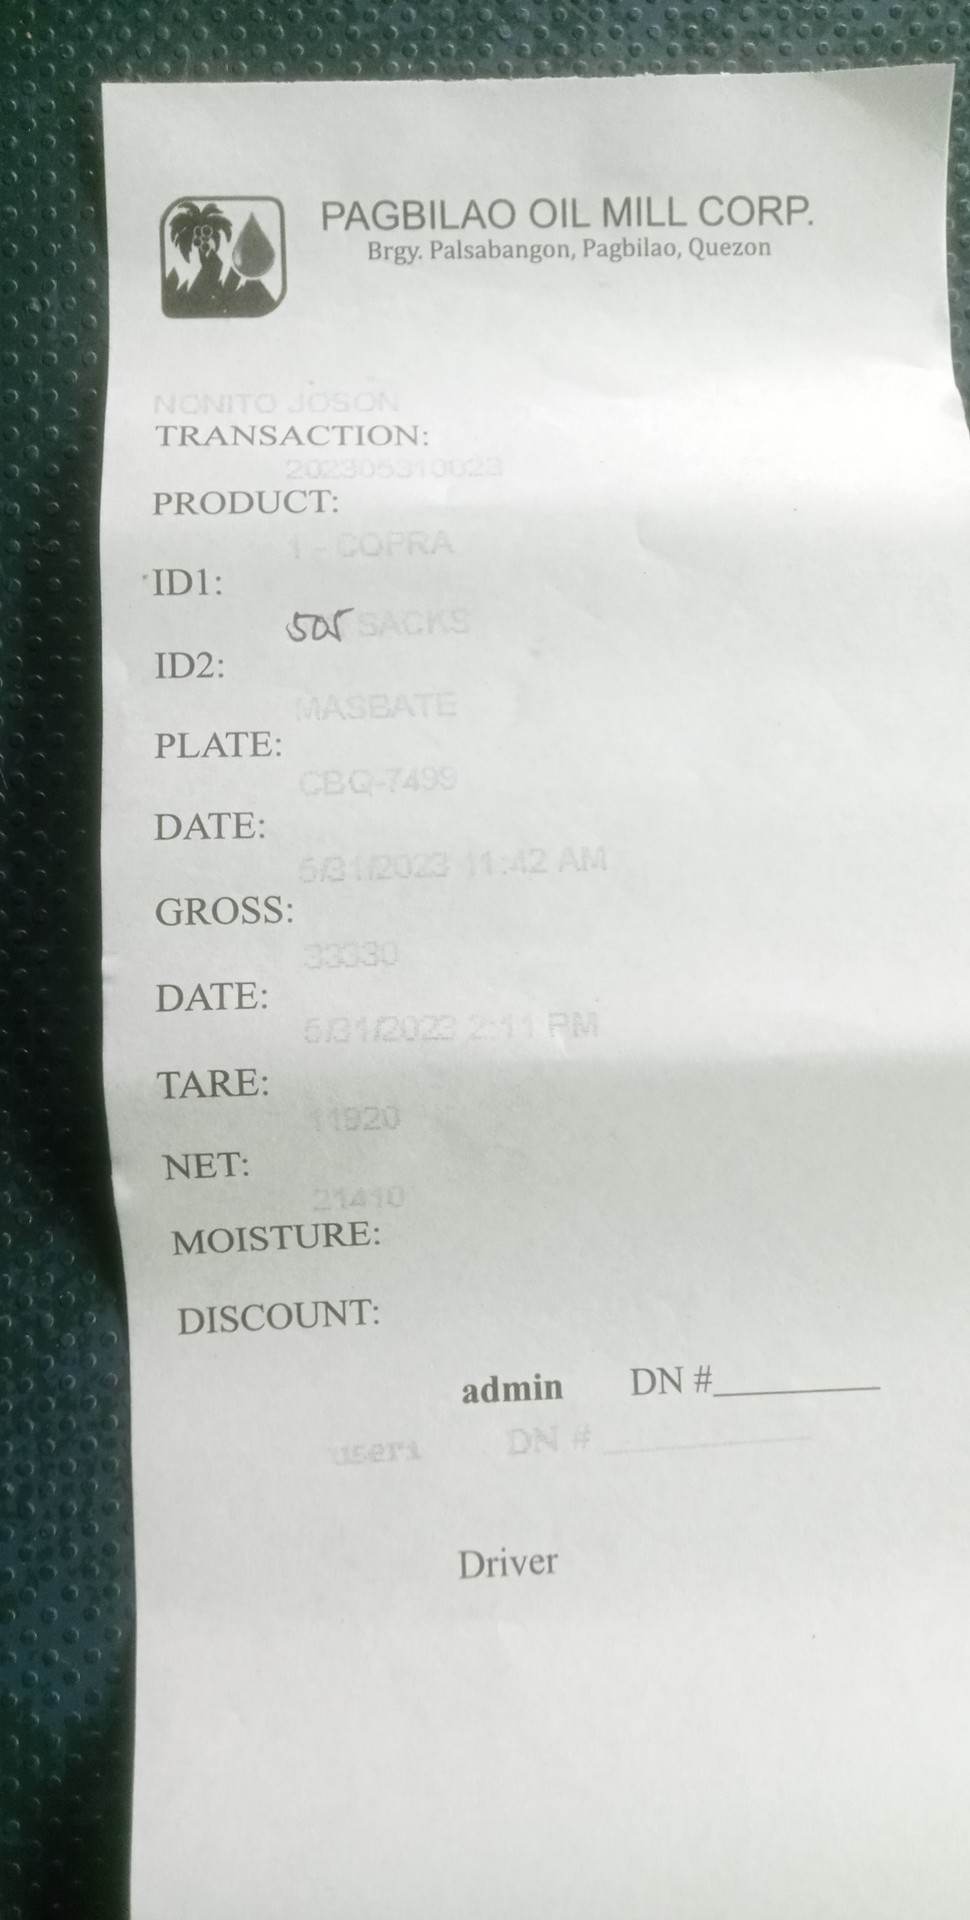 PAGBILAO OIL MILL CORP.
Brgy. Palsabangon, Pagbilao, Quezon
NONITO JOSON
TRANSACTION:
202305310023
PRODUCT:
1 - COPRA
ID1:
505 SACKS
ID2:
MASBATE
PLATE:
CBQ-7499
DATE:
5/31/2023 11:42 AM
GROSS:
33330
DATE:
5/31/2023 2:11 PM
TARE:
11920
NET:
21410
MOISTURE:
DISCOUNT:
admin DN #
user1 DN #
Driver